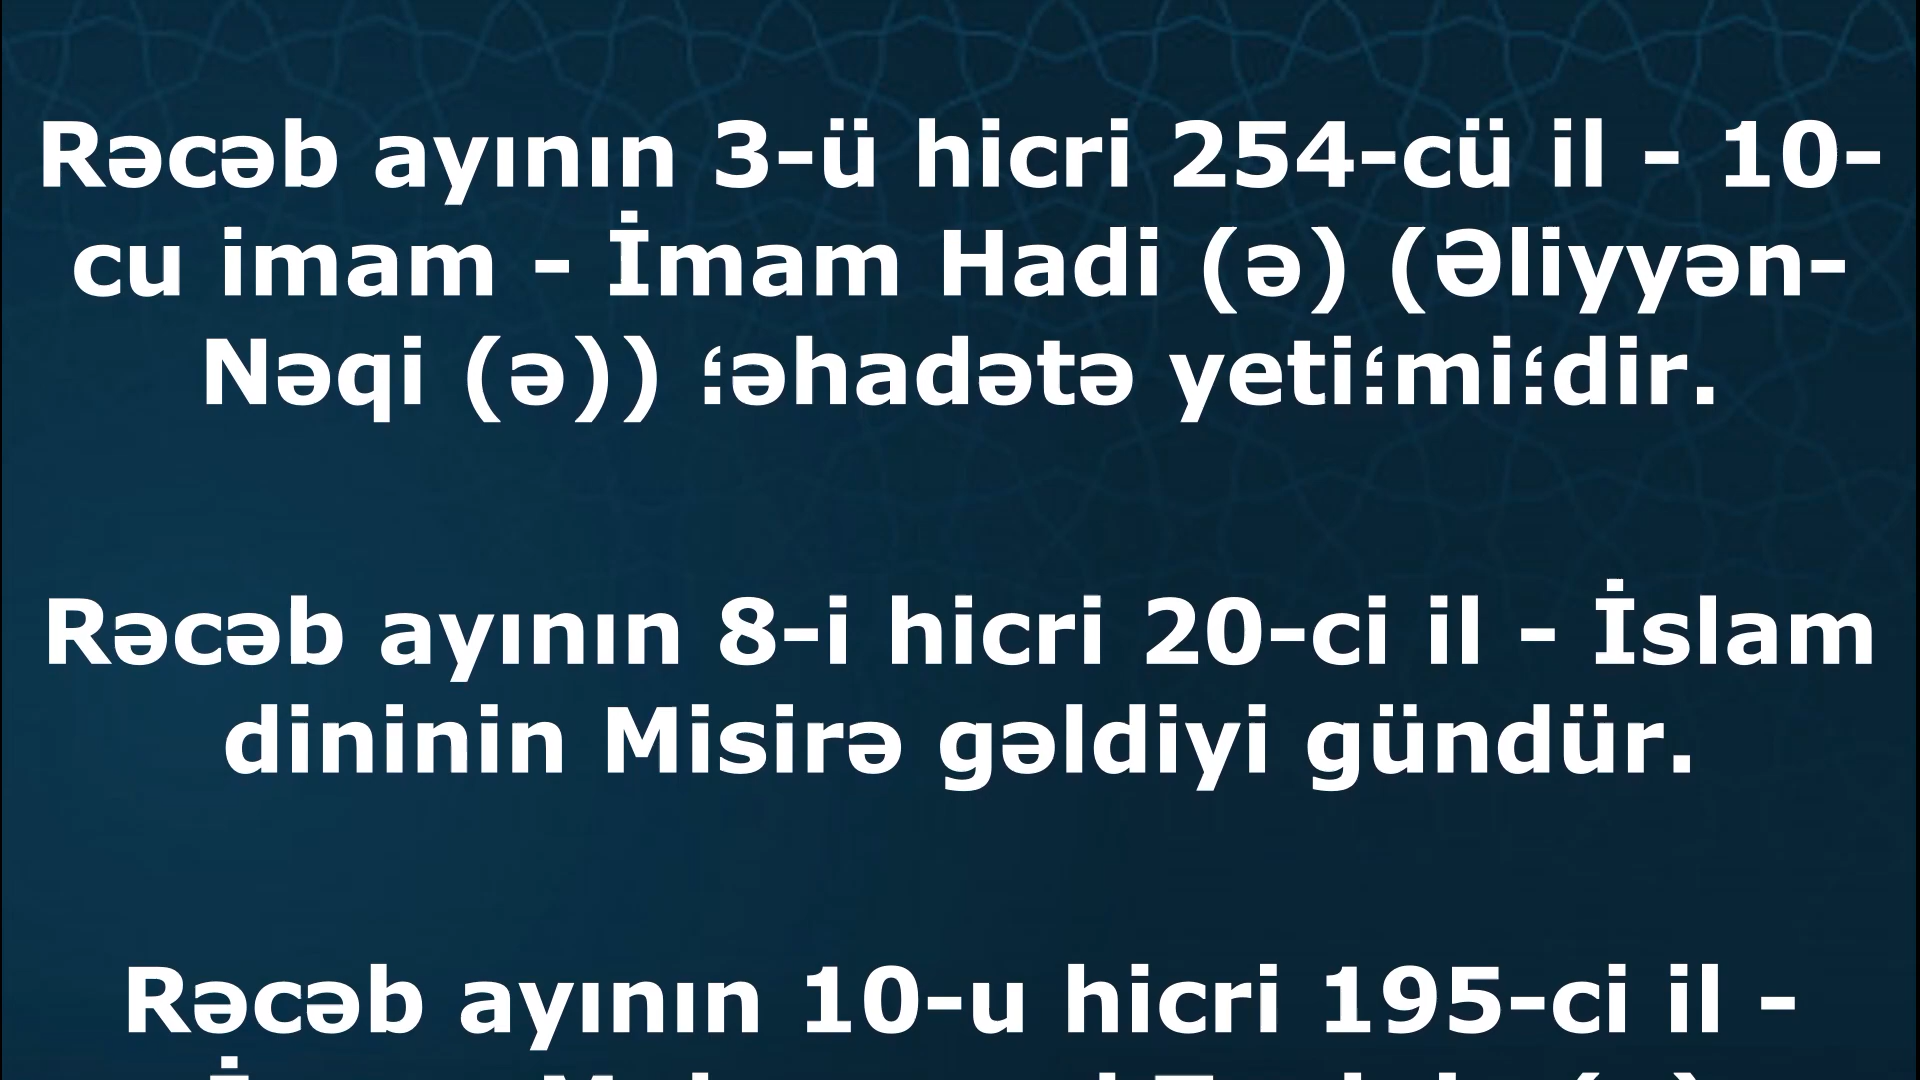 Rəcəb ayının 3-ü hicri 254-cü il - 10-
cu imam - İmam Hadi (ə) (Əliyyən-
Nəqi (ə)) ؛əhadətə yeti؛mi؛dir.
Rəcəb ayının 8-i hicri 20-ci il - İslam
dininin Misirə gəldiyi gündür.
Rəcəb ayının 10-u hicri 195-ci il -